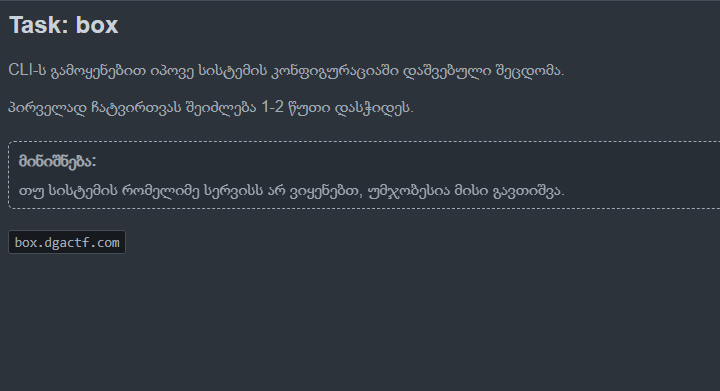 Task: box
CLI-ს გამოყენებით იპოვე სისტემის კონფიგურაციაში დაშვებული შეცდომა.
პირველად ჩატვირთვას შეიძლება 1-2 წუთი დასჭიდეს.
მინიშნება:
თუ სისტემის რომელიმე სერვისს არ ვიყენებთ, უმჯობესია მისი გავთიშვა.
box.dgactf.com